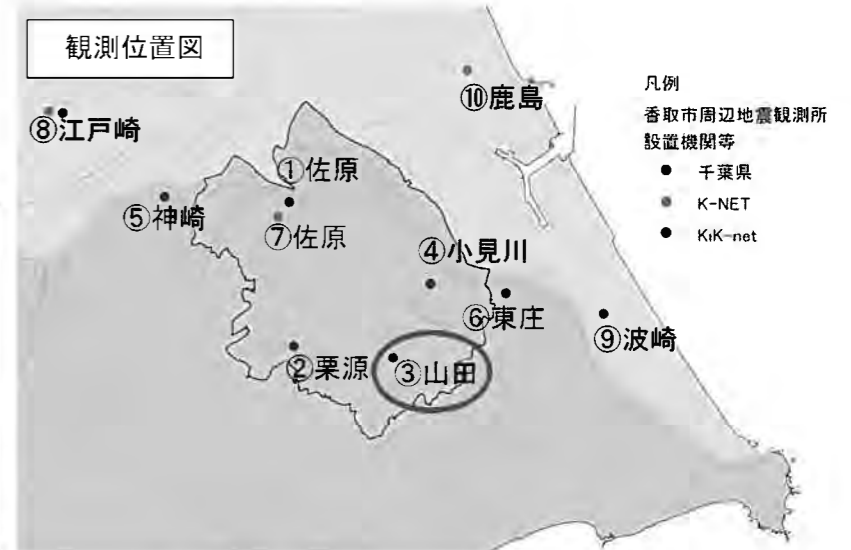 観測位置図
⑩鹿島
⑧江戸崎
①佐原
⑤神崎
⑦佐原
④小見川
⑥東庄
⑨波崎
②栗源
③山田
凡例
香取市周辺地震観測所
設置機関等
千葉県
K-NET
KiK-net